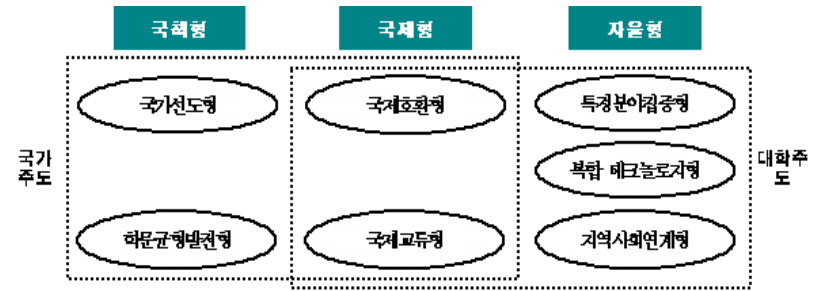 국책형
국제형
자율형
국가선도형
국제호환형
특정분야집중형
국가
주도
복합 테크놀로지형
대학주
도
학문균형발전형
국제교류형
지역사회연계형